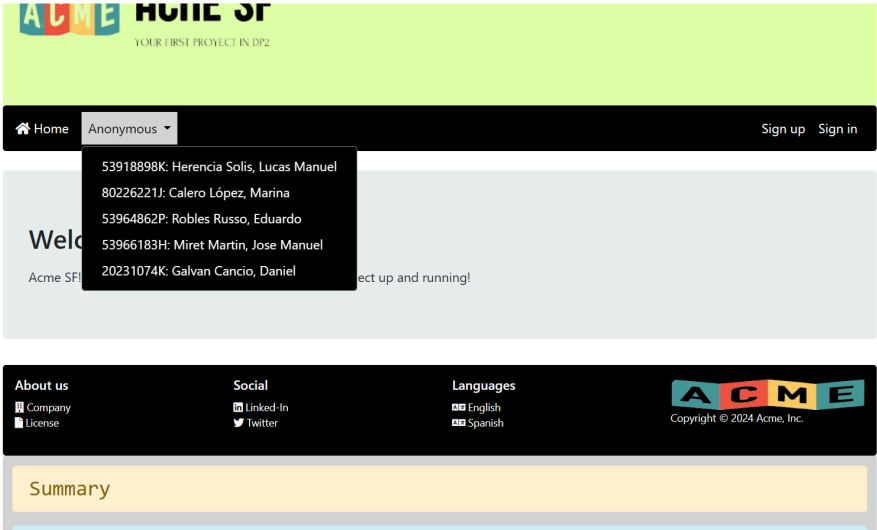 ACME ACME SF
YOUR FIRST PROYECT IN DP2
Home Anonymous Sign up Sign in
53918898K: Herencia Solis, Lucas Manuel
80226221J: Calero López, Marina
53964862P: Robles Russo, Eduardo
53966183H: Miret Martin, Jose Manuel
20231074K: Galvan Cancio, Daniel
Welc
Acme SF! ect up and running!
About us
Company
License
Social
Linked-In
Twitter
Languages
English
Spanish
ACME
Copyright © 2024 Acme, Inc.
Summary